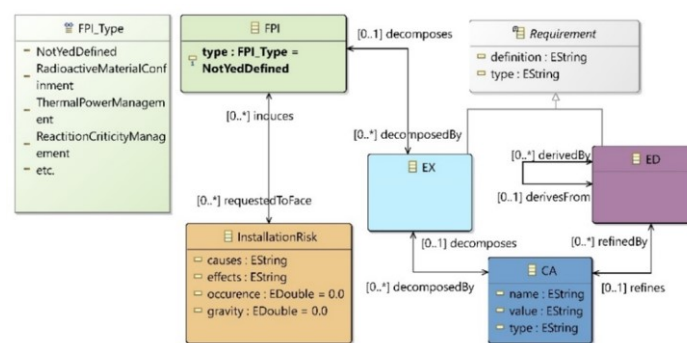 FPI_Type
NotYedDefined
RadioactiveMaterialConf
inment
ThermalPowerManagem
ent
ReactitionCriticityManag
ement
etc.
FPI
type : FPI_Type =
NotYedDefined
[0..1] decomposes
[0..*] induces
[0..*] decomposedBy
[0..*] requestedToFace
InstallationRisk
causes : EString
effects : EString
occurence : EDouble = 0.0
gravity : EDouble = 0.0
Requirement
definition : EString
type : EString
EX
[0..*] derivedBy
[0..1] derivesFrom
ED
[0..1] decomposes
[0..*] decomposedBy
[0..*] refinedBy
[0..1] refines
CA
name : EString
value : EString
type : EString